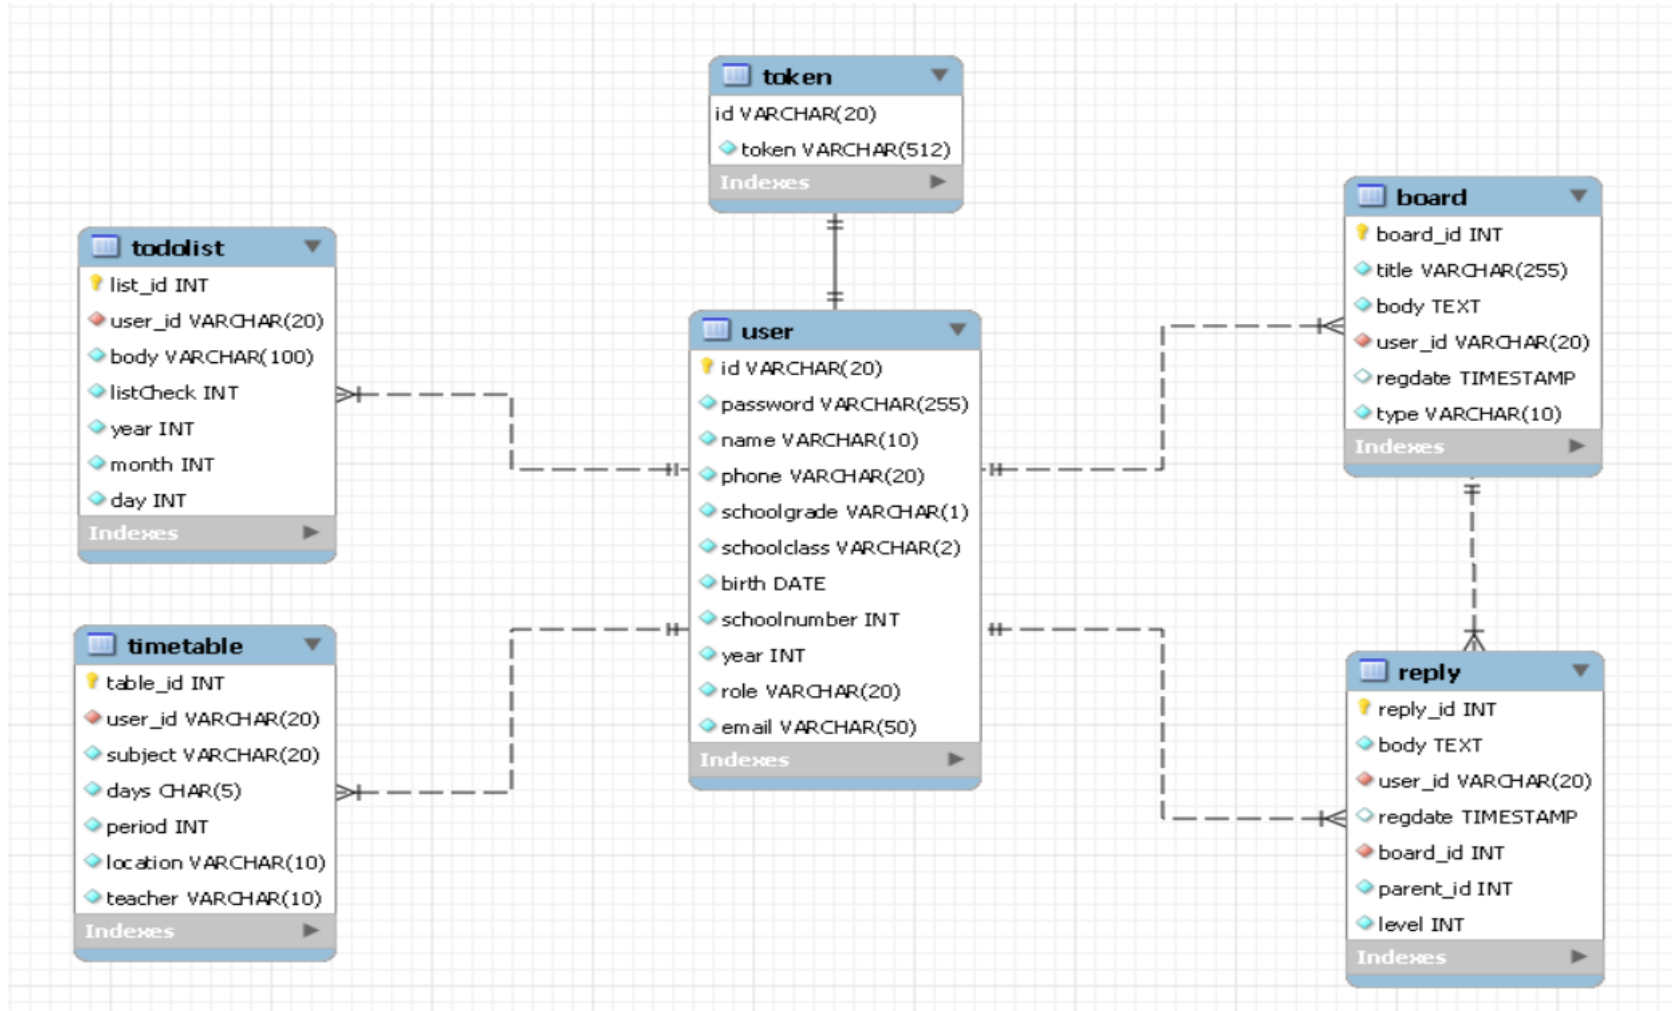 token
id VARCHAR(20)
token VARCHAR(512)
Indexes
todolist
list_id INT
user_id VARCHAR(20)
body VARCHAR(100)
listCheck INT
year INT
month INT
day INT
Indexes
timetable
table_id INT
user_id VARCHAR(20)
subject VARCHAR(20)
days CHAR(5)
period INT
location VARCHAR(10)
teacher VARCHAR(10)
Indexes
user
id VARCHAR(20)
password VARCHAR(255)
name VARCHAR(10)
phone VARCHAR(20)
schoolgrade VARCHAR(1)
schoolclass VARCHAR(2)
birth DATE
schoolnumber INT
year INT
role VARCHAR(20)
email VARCHAR(50)
Indexes
board
board_id INT
title VARCHAR(255)
body TEXT
user_id VARCHAR(20)
regdate TIMESTAMP
type VARCHAR(10)
Indexes
reply
reply_id INT
body TEXT
user_id VARCHAR(20)
regdate TIMESTAMP
board_id INT
parent_id INT
level INT
Indexes